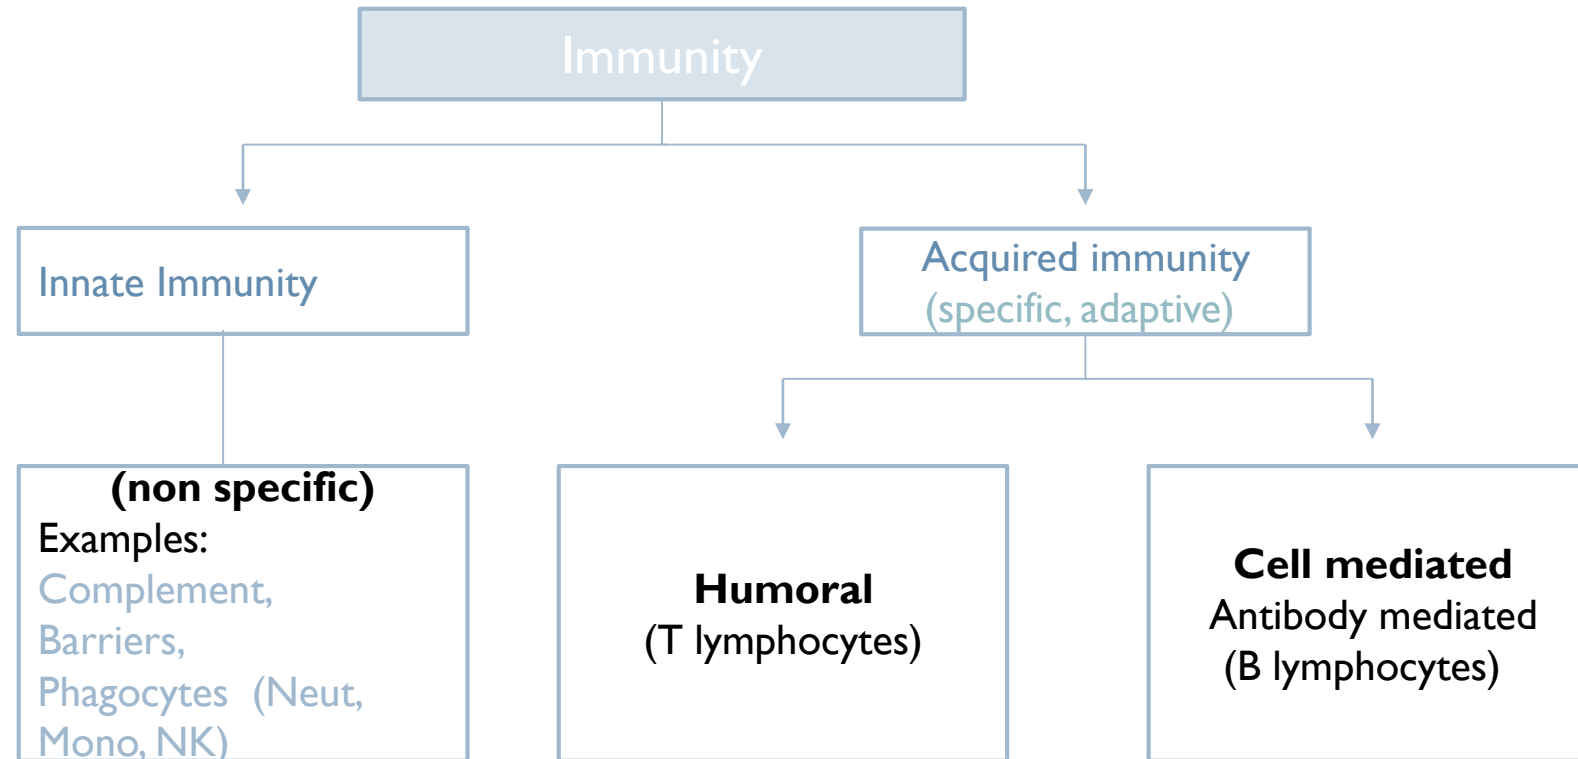 Immunity
Innate Immunity
Acquired immunity
(specific, adaptive)
(non specific)
Examples:
Complement,
Barriers,
Phagocytes (Neut,
Mono, NK)
Humoral
(T lymphocytes)
Cell mediated
Antibody mediated
(B lymphocytes)